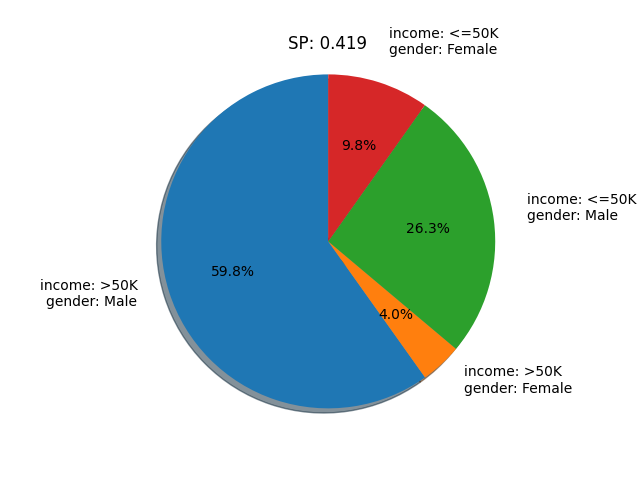 SP: 0.419
income: <=50K
gender: Female
9.8%
income: <=50K
gender: Male
26.3%
59.8%
income: >50K
gender: Male
4.0%
income: >50K
gender: Female